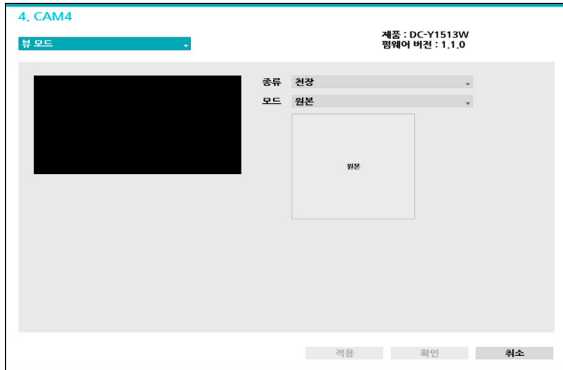 4. CAM4
뷰 모드
제품 : DC-Y1513W
펌웨어 버전 : 1.1.0
종류 천장
모드 원본
원본
적용 확인 취소